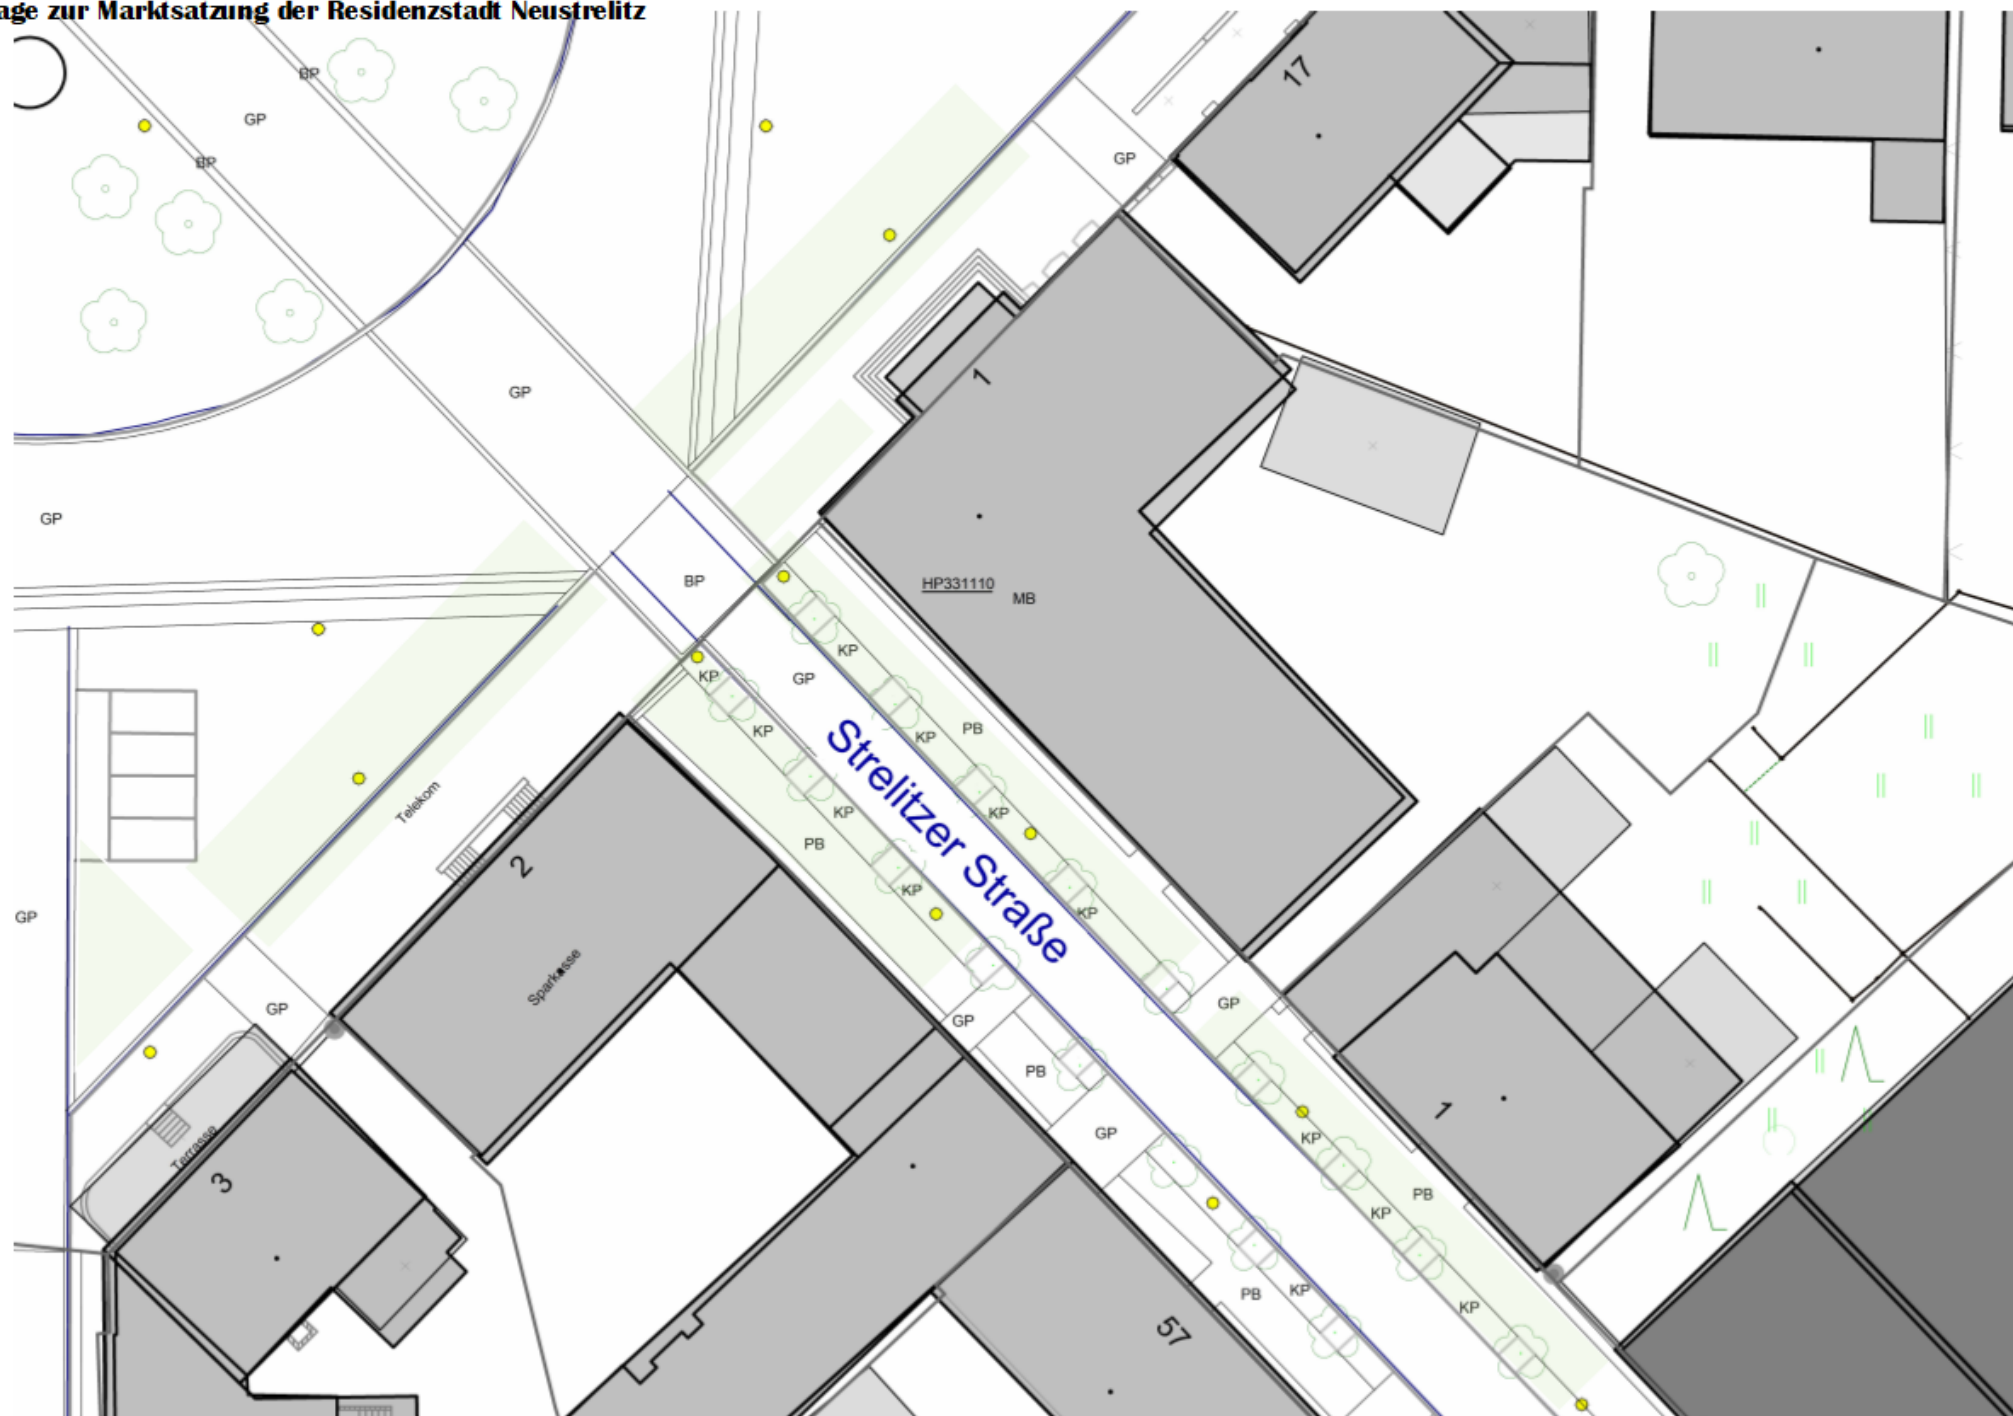 age zur Marktsatzung der Residenzstadt Neustrelitz
BP
GP
BP
17
GP
1
GP
GP
BP
HP331110
MB
KP
KP
GP
PB
KP
KP
Strelitzer Straße
Telekom
KP
KP
PB
2
KP
KP
GP
Sparkasse
GP
GP
GP
PB
1
GP
KP
Terrasse
3
PB
KP
PB
KP
KP
57